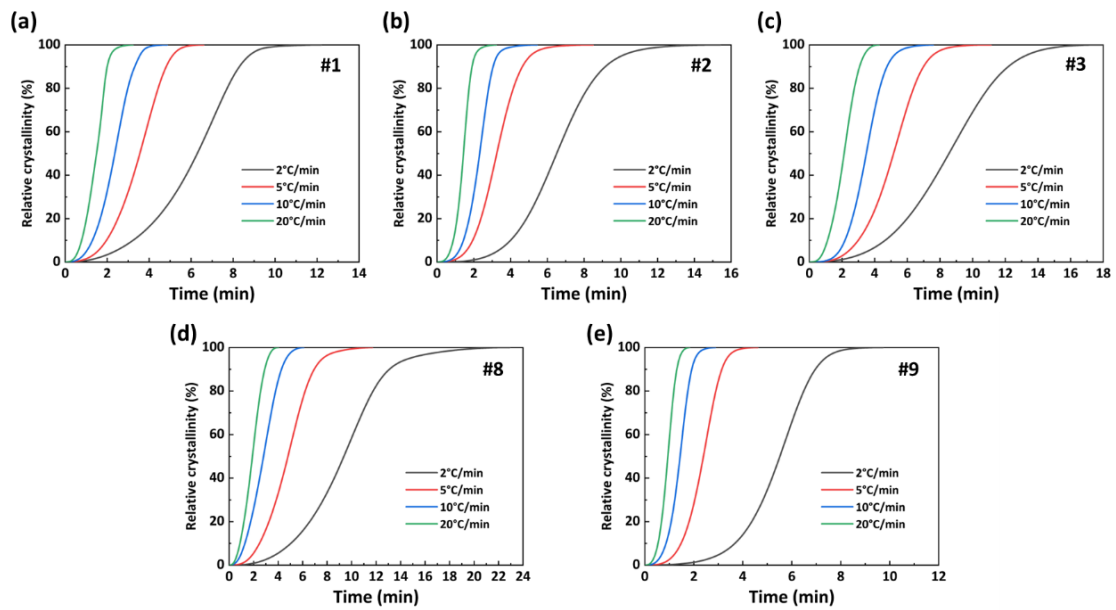 (a)
Relative crystallinity (%)
100
80
60
40
20
0
#1
2°C/min
5°C/min
10°C/min
20°C/min
0 2 4 6 8 10 12 14
Time (min)
(b)
Relative crystallinity (%)
100
80
60
40
20
0
#2
2°C/min
5°C/min
10°C/min
20°C/min
0 2 4 6 8 10 12 14 16
Time (min)
(c)
Relative crystallinity (%)
100
80
60
40
20
0
#3
2°C/min
5°C/min
10°C/min
20°C/min
0 2 4 6 8 10 12 14 16 18
Time (min)
(d)
Relative crystallinity (%)
100
80
60
40
20
0
#8
2°C/min
5°C/min
10°C/min
20°C/min
0 2 4 6 8 10 12 14 16 18 20 22 24
Time (min)
(e)
Relative crystallinity (%)
100
80
60
40
20
0
#9
2°C/min
5°C/min
10°C/min
20°C/min
0 2 4 6 8 10 12
Time (min)